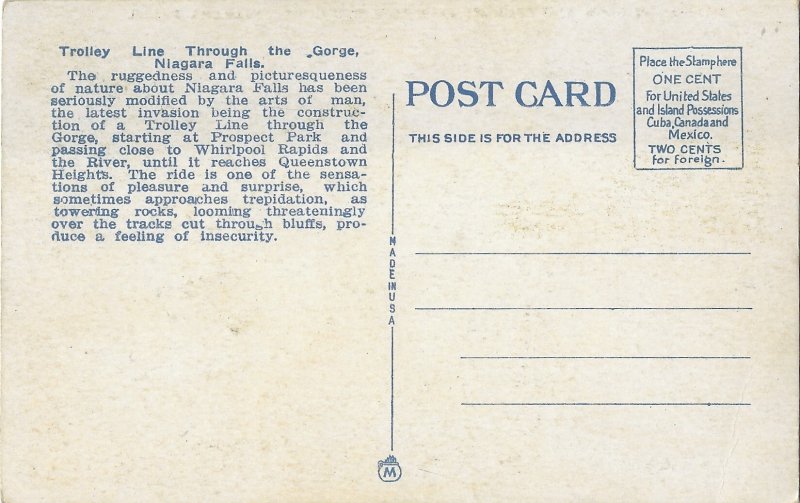 Trolley Line Through the Gorge,
Niagara Falls.
The ruggedness and picturesqueness
of nature about Niagara Falls has been
seriously modified by the arts of man,
the latest invasion being the construc-
tion of a Trolley Line through the
Gorge, starting at Prospect Park and
passing close to Whirlpool Rapids and
the River, until it reaches Queenstown
Heights. The ride is one of the sensa-
tions of pleasure and surprise, which
sometimes approaches trepidation, as
towering rocks, looming threateningly
over the tracks cut through bluffs, pro-
duce a feeling of insecurity.
POST CARD
THIS SIDE IS FOR THE ADDRESS
Place the Stamp here
ONE CENT
For United States
and Island Possessions
Cuba, Canada and
Mexico.
TWO CENTS
for foreign.
MADE IN USA
M